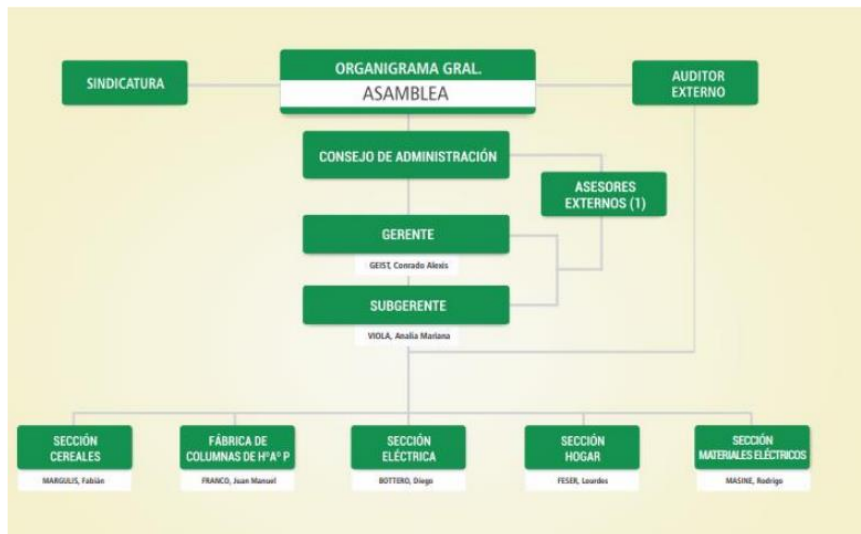 ORGANIGRAMA GRAL.
ASAMBLEA
SINDICATURA
AUDITOR
EXTERNO
CONSEJO DE ADMINISTRACIÓN
ASESORES
EXTERNOS (1)
GERENTE
GEIST, Conrado Alexis
SUBGERENTE
VIOLA, Analia Mariana
SECCIÓN
CEREALES
MARGULIS, Fabián
FÁBRICA DE
COLUMNAS DE HºAº P
FRANCO, Juan Manuel
SECCIÓN
ELÉCTRICA
BOTTERO, Diego
SECCIÓN
HOGAR
FESER, Lourdes
SECCIÓN
MATERIALES ELÉCTRICOS
MASINE, Rodrigo